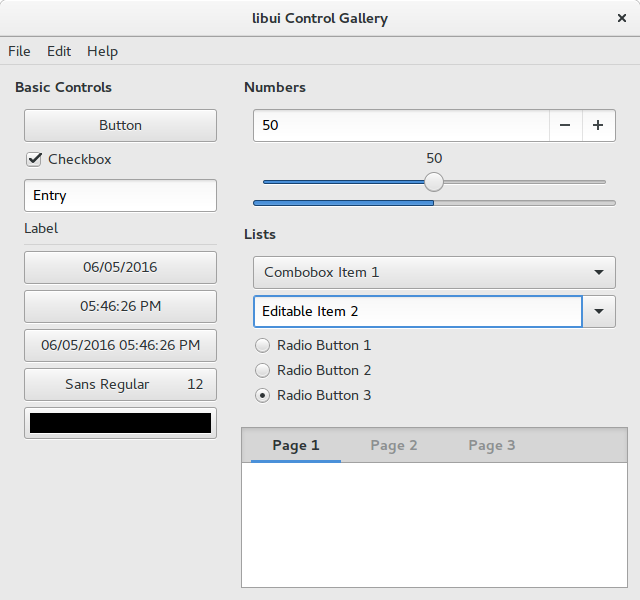 libui Control Gallery
File Edit Help
Basic Controls
Button
Checkbox
Entry
Label
06/05/2016
05:46:26 PM
06/05/2016 05:46:26 PM
Sans Regular 12
Numbers
50
50
Lists
Combobox Item 1
Editable Item 2
Radio Button 1
Radio Button 2
Radio Button 3
Page 1 Page 2 Page 3